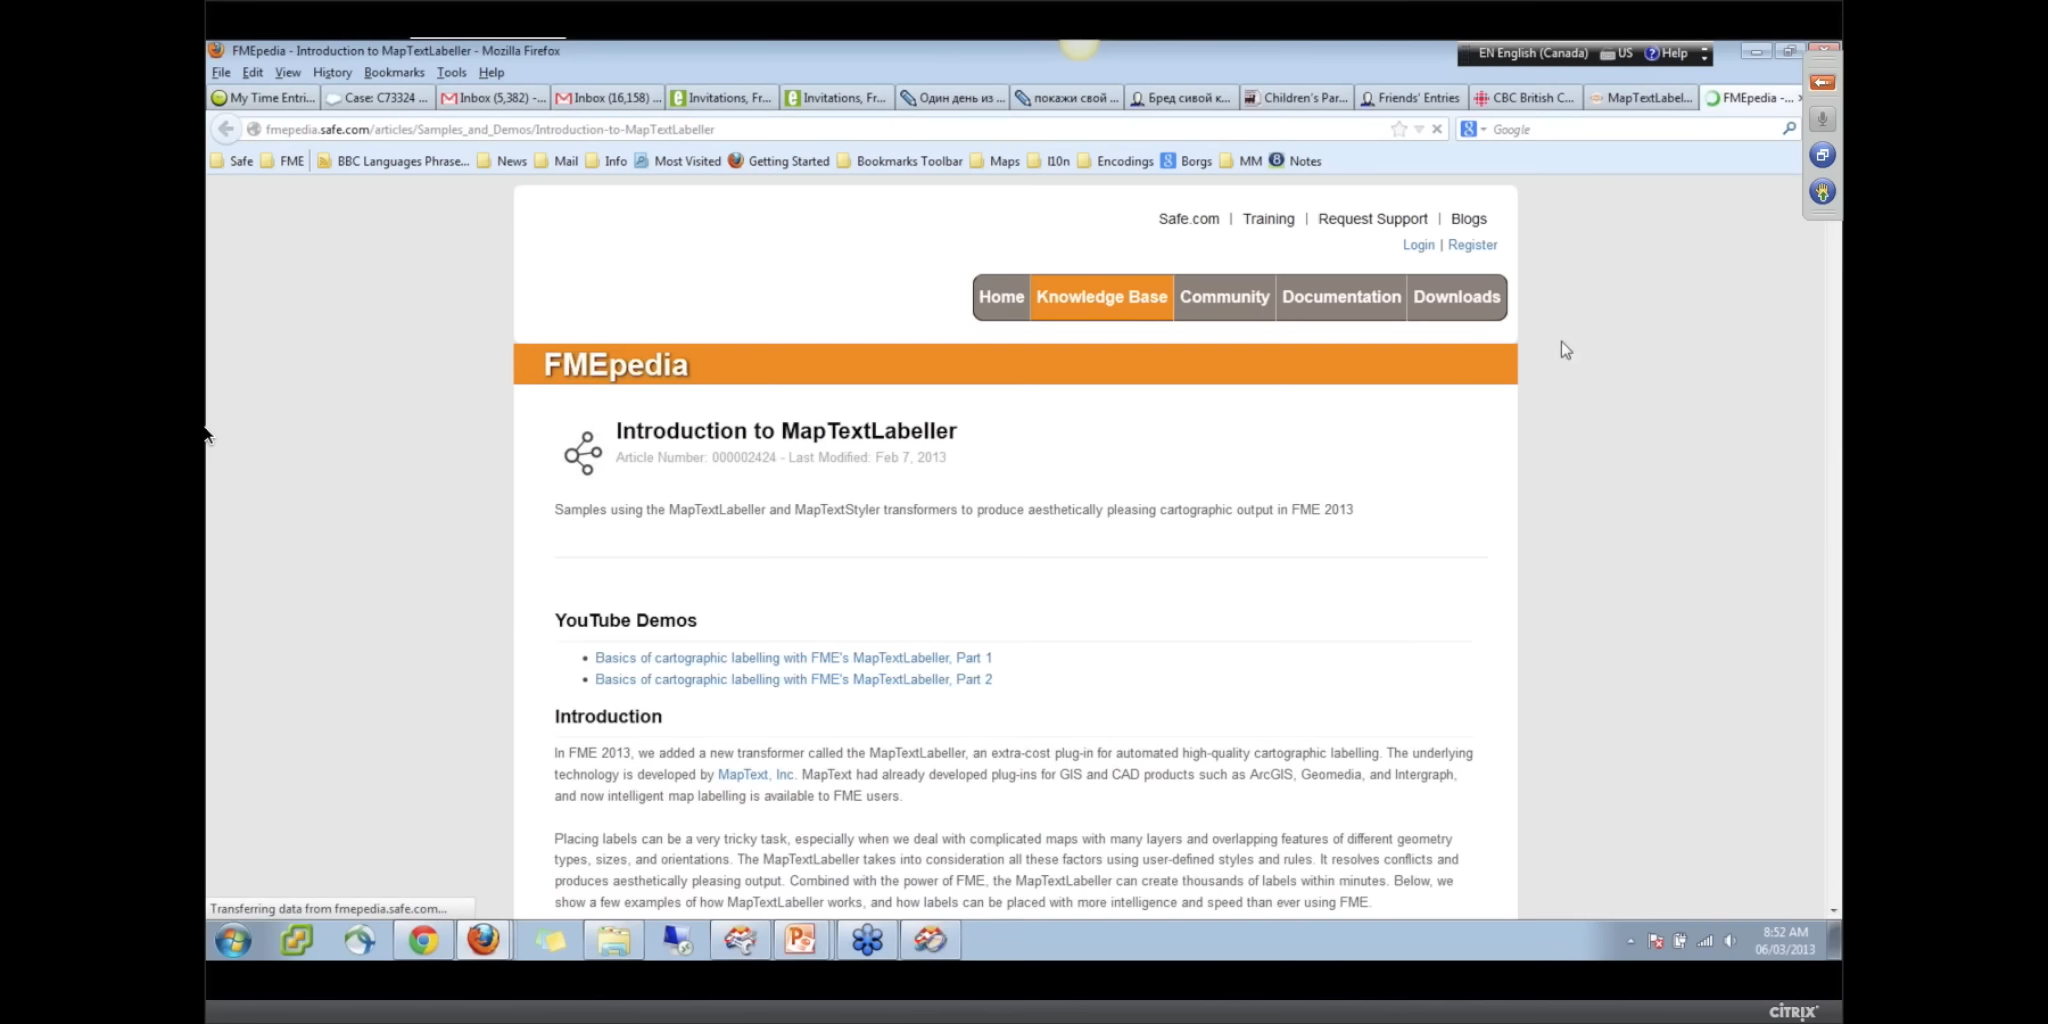 FMEpedia - Introduction to MapTextLabeller - Mozilla Firefox
EN English (Canada) US Help
File Edit View History Bookmarks Tools Help
My Time Entri... Case: C73324 ... Inbox (5,382) -... Inbox (16,158) ... Invitations, Fr... Invitations, Fr... Один день из ... покажи свой ... Бред сивой к... Children's Par... Friends' Entries CBC British C... MapTextLabel... FMEpedia -...
fmepedia.safe.com/articles/Samples_and_Demos/Introduction-to-MapTextLabeller Google
Safe FME BBC Languages Phrase... News Mail Info Most Visited Getting Started Bookmarks Toolbar Maps l10n Encodings Borgs MM Notes
Safe.com | Training | Request Support | Blogs
Login | Register
Home Knowledge Base Community Documentation Downloads
FMEpedia
Introduction to MapTextLabeller
Article Number: 000002424 - Last Modified: Feb 7, 2013
Samples using the MapTextLabeller and MapTextStyler transformers to produce aesthetically pleasing cartographic output in FME 2013
YouTube Demos
• Basics of cartographic labelling with FME's MapTextLabeller, Part 1
• Basics of cartographic labelling with FME's MapTextLabeller, Part 2
Introduction
In FME 2013, we added a new transformer called the MapTextLabeller, an extra-cost plug-in for automated high-quality cartographic labelling. The underlying
technology is developed by MapText, Inc. MapText had already developed plug-ins for GIS and CAD products such as ArcGIS, Geomedia, and Intergraph,
and now intelligent map labelling is available to FME users.
Placing labels can be a very tricky task, especially when we deal with complicated maps with many layers and overlapping features of different geometry
types, sizes, and orientations. The MapTextLabeller takes into consideration all these factors using user-defined styles and rules. It resolves conflicts and
produces aesthetically pleasing output. Combined with the power of FME, the MapTextLabeller can create thousands of labels within minutes. Below, we
show a few examples of how MapTextLabeller works, and how labels can be placed with more intelligence and speed than ever using FME.
Transferring data from fmepedia.safe.com...
8:52 AM
06/03/2013
CITRIX